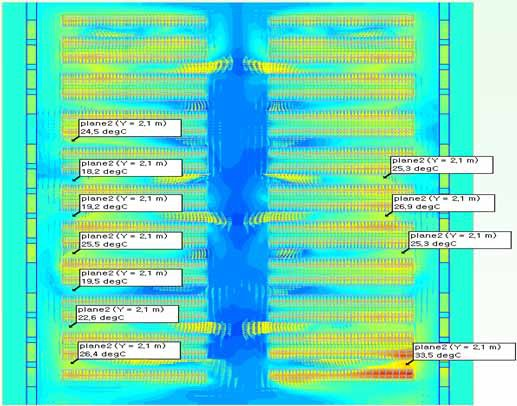 plane2 (Y = 2,1 m)
24,5 degC
plane2 (Y = 2,1 m)
18,2 degC
plane2 (Y = 2,1 m)
19,2 degC
plane2 (Y = 2,1 m)
25,5 degC
plane2 (Y = 2,1 m)
19,5 degC
plane2 (Y = 2,1 m)
22,6 degC
plane2 (Y = 2,1 m)
26,4 degC
plane2 (Y = 2,1 m)
25,3 degC
plane2 (Y = 2,1 m)
26,9 degC
plane2 (Y = 2,1 m)
25,3 degC
plane2 (Y = 2,1 m)
33,5 degC